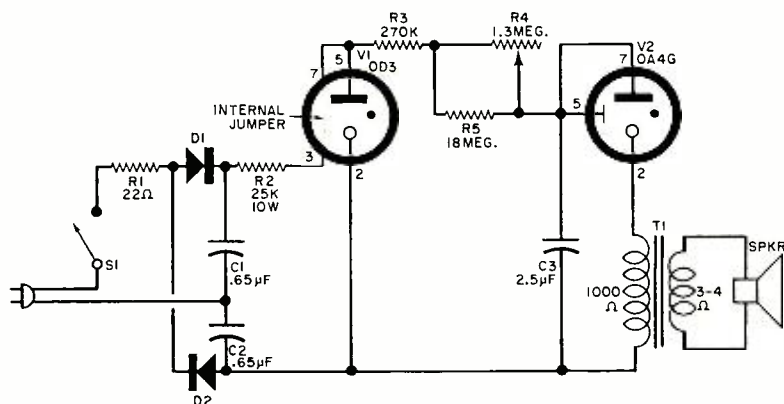 R3
270K
R4
1.3MEG.
V1
OD3
V2
OA4G
7
5
7
5
INTERNAL
JUMPER
R5
18MEG.
D1
3
2
2
R1
22Ω
R2
25K
10W
S1
C1
.65µF
C3
2.5µF
T1
1000
Ω
3-4
Ω
SPKR
C2
.65µF
D2